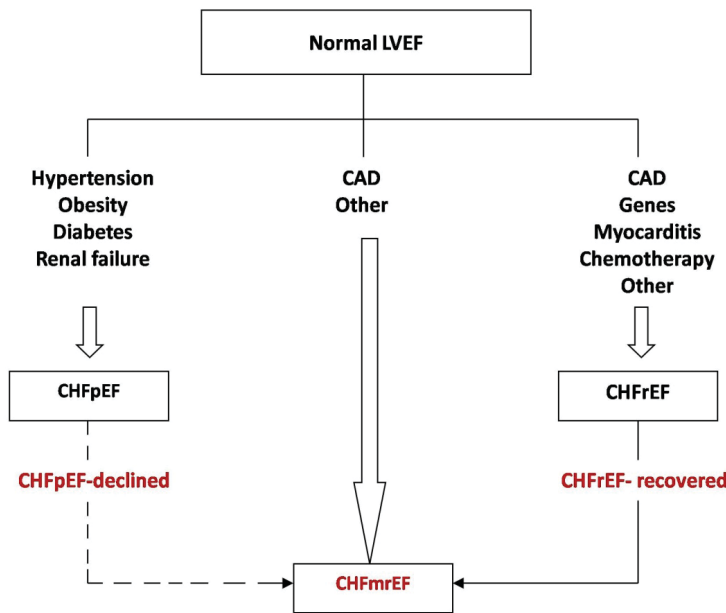 Normal LVEF
Hypertension
Obesity
Diabetes
Renal failure
CAD
Other
CAD
Genes
Myocarditis
Chemotherapy
Other
CHFpEF
CHFrEF
CHFpEF-declined
CHFrEF- recovered
CHFmrEF